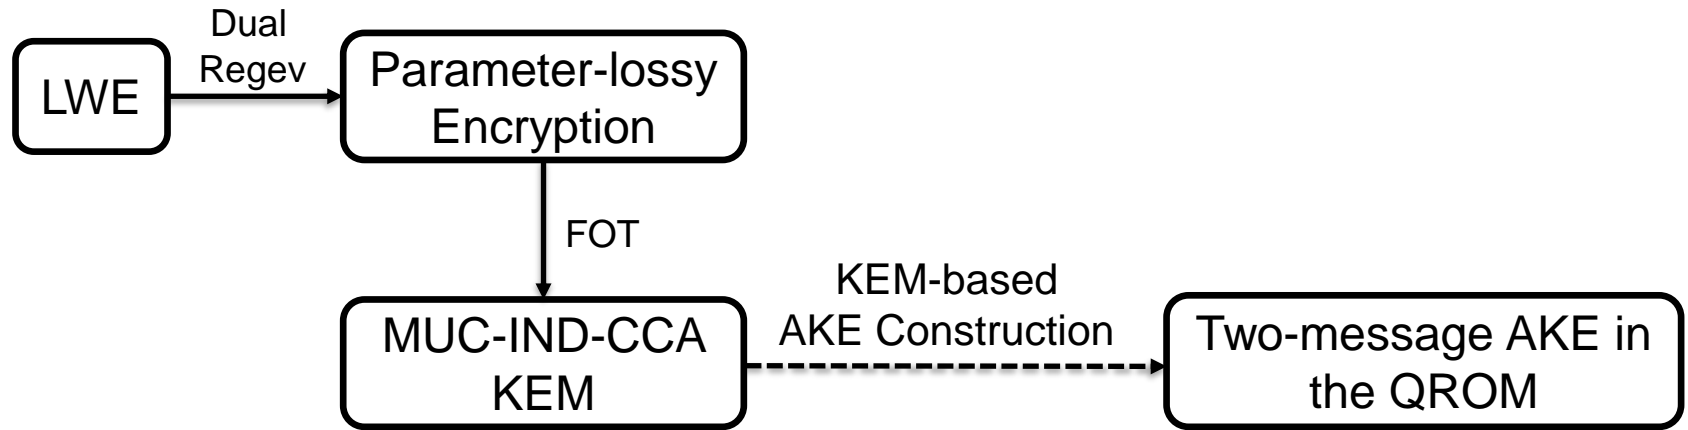 Dual
Regev
LWE
Parameter-lossy
Encryption
FOT
KEM-based
AKE Construction
MUC-IND-CCA
KEM
Two-message AKE in
the QROM